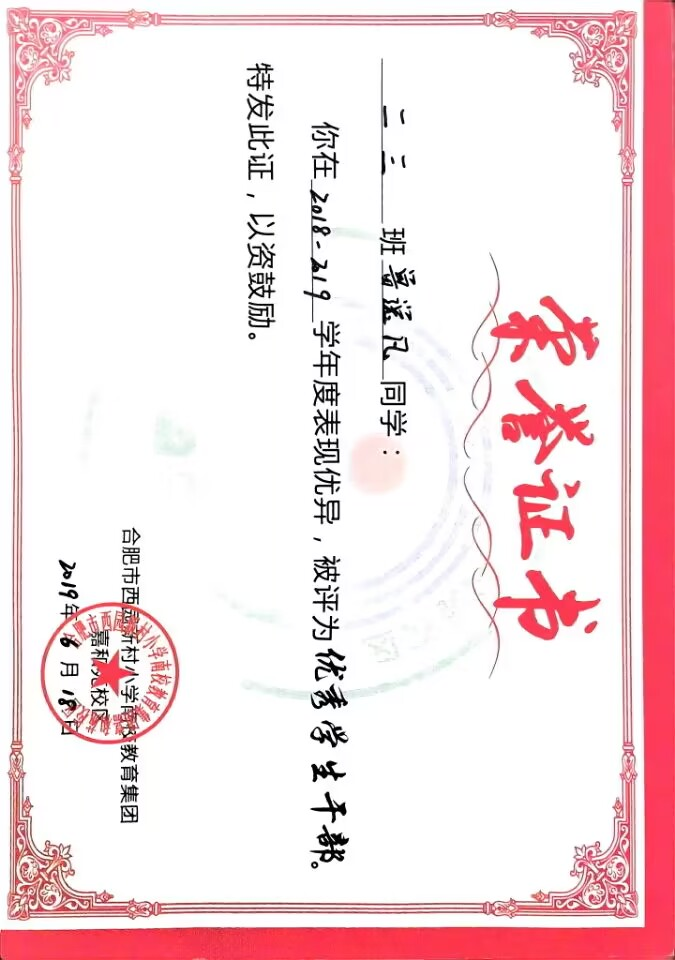 荣誉证书
二三班曾滢凡同学：
你在2018-2019学年度表现优异，被评为优秀学生干部。
特发此证，以资鼓励。
合肥市西园新村小学南校教育集团
嘉和苑校区
2019年6月18日